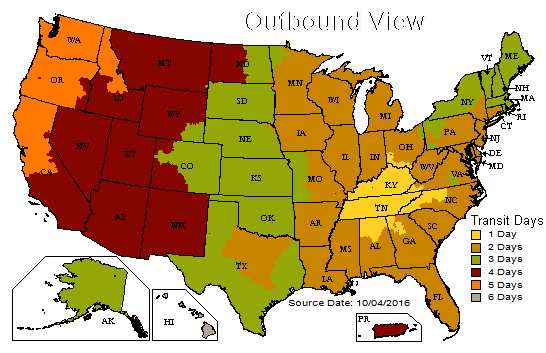 Outbound View
WA
MT
ND
MN
VT
ME
OR
ID
WY
SD
WI
MI
NY
NH
MA
RI
CT
NV
UT
CO
NE
IA
IL
IN
OH
PA
NJ
DE
MD
CA
KS
MO
KY
WV
VA
AZ
NM
OK
AR
TN
NC
TX
LA
MS
AL
GA
SC
FL
AK
HI
PR
Transit Days
1 Day
2 Days
3 Days
4 Days
5 Days
6 Days
Source Date: 10/04/2016